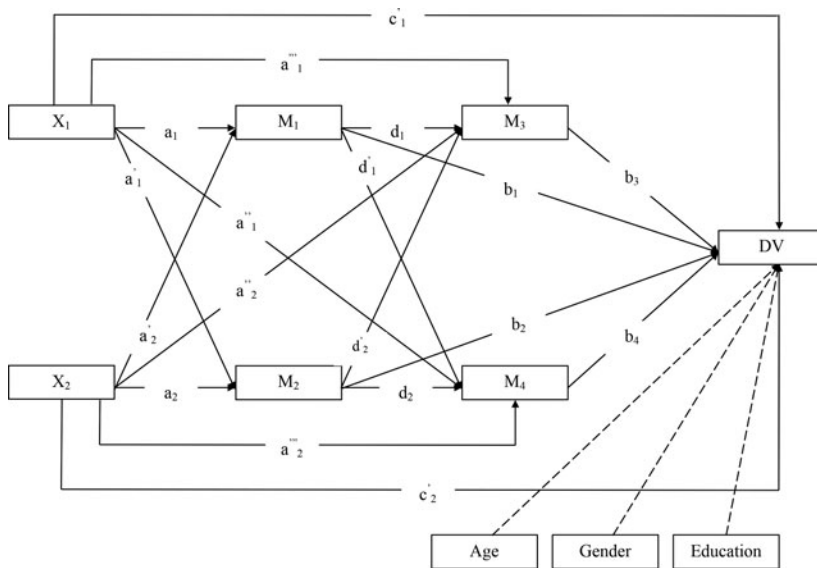 c'₁
a'''₁
X₁
a₁
M₁
d₁
M₃
a'₁
d'₁
b₁
b₃
a''₁
DV
a''₂
b₂
a'₂
d'₂
b₄
X₂
a₂
M₂
d₂
M₄
a'''₂
c'₂
Age
Gender
Education